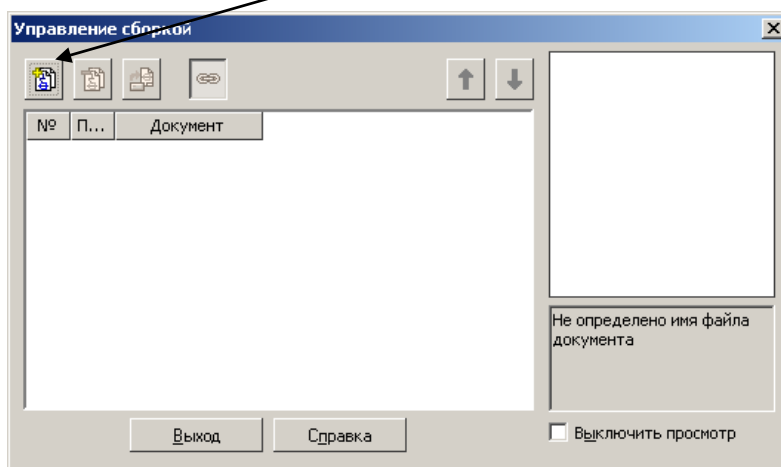 Управление сборкой
№ П... Документ
Не определено имя файла
документа
Выход Справка Выключить просмотр